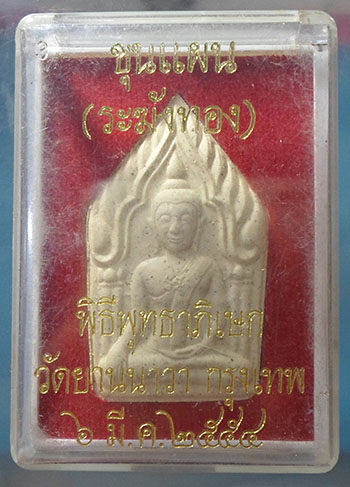 ขุนแผน
(ระฆังทอง)
พิธีพุทธาภิเษก
วัดยานนาวา กรุงเทพ
๖ มี.ค.๒๕๕๔